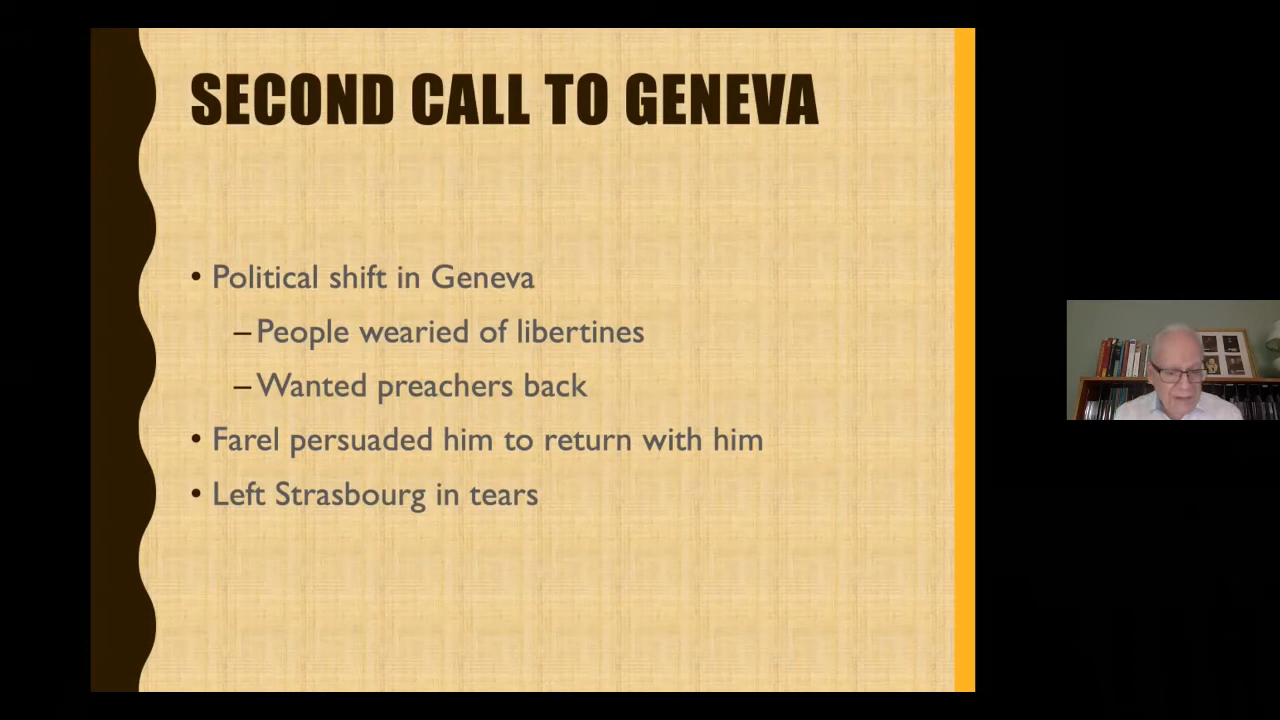 SECOND CALL TO GENEVA
• Political shift in Geneva
– People wearied of libertines
– Wanted preachers back
• Farel persuaded him to return with him
• Left Strasbourg in tears